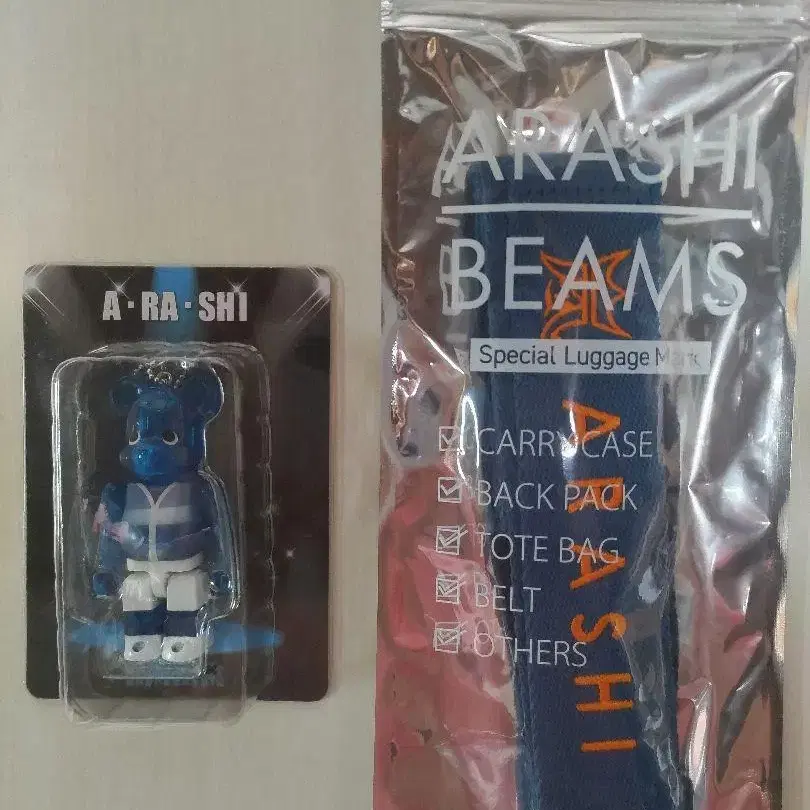 A・RA・SHI
ARASHI
BEAMS
Special Luggage Mark
CARRY CASE
BACK PACK
TOTE BAG
BELT
OTHERS
ARASHI